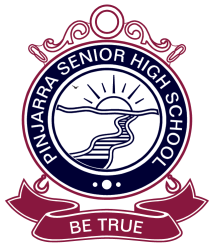 PINJARRA SENIOR HIGH SCHOOL
BE TRUE